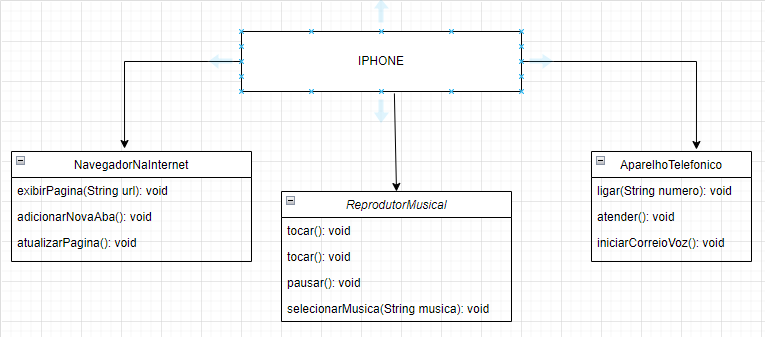 IPHONE
NavegadorNaInternet
exibirPagina(String url): void
adicionarNovaAba(): void
atualizarPagina(): void
ReprodutorMusical
tocar(): void
tocar(): void
pausar(): void
selecionarMusica(String musica): void
AparelhoTelefonico
ligar(String numero): void
atender(): void
iniciarCorreioVoz(): void